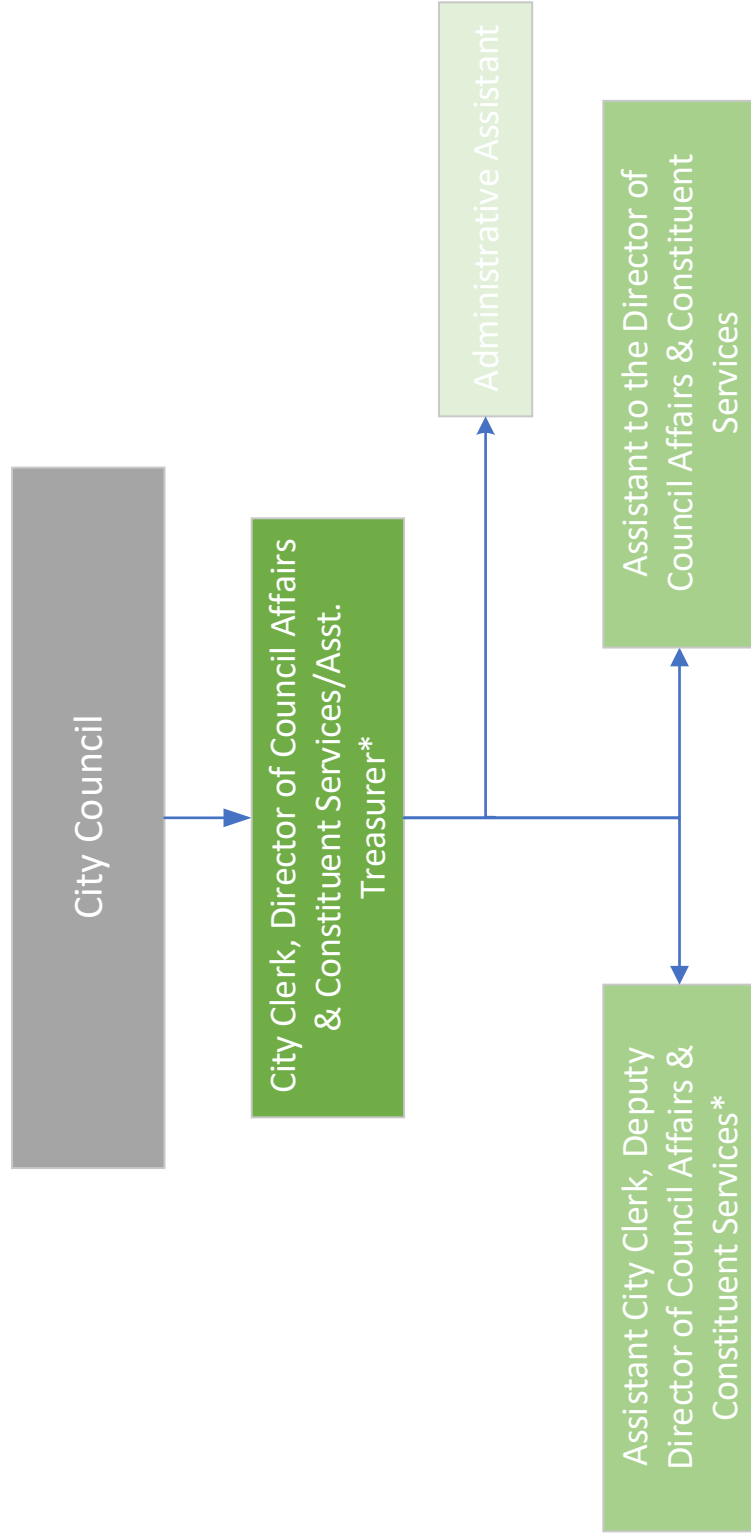 City Council
City Clerk, Director of Council Affairs
& Constituent Services/Asst.
Treasurer*
Administrative Assistant
Assistant City Clerk, Deputy
Director of Council Affairs &
Constituent Services*
Assistant to the Director of
Council Affairs & Constituent
Services